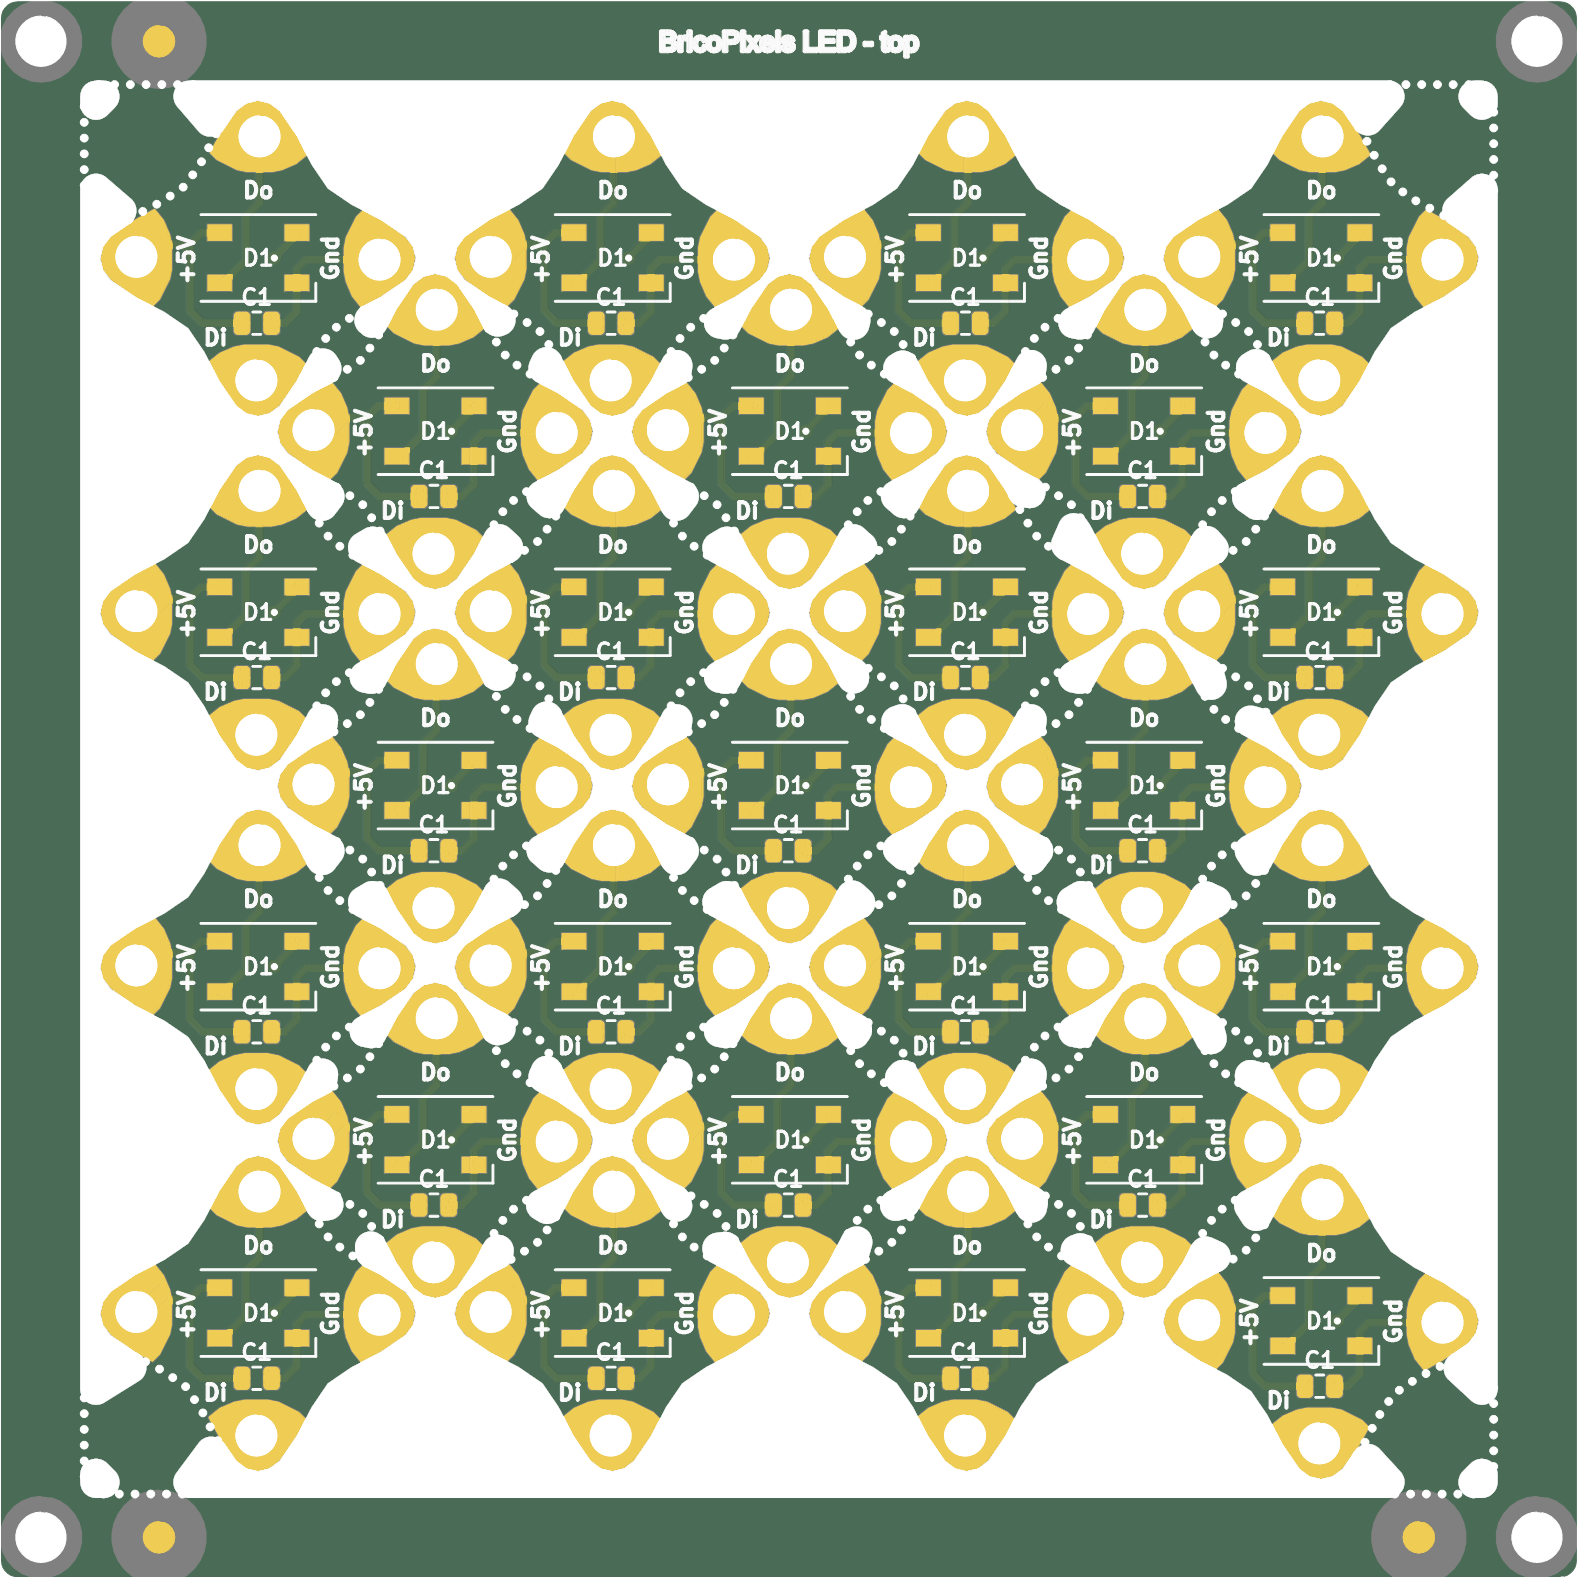 BricoPixels LED - top
Do Do Do Do
+5V D1 Gnd +5V D1 Gnd +5V D1 Gnd +5V D1 Gnd
C1 C1 C1 C1
Di Di Di Di
Do Do Do
+5V D1 Gnd +5V D1 Gnd +5V D1 Gnd
C1 C1 C1
Di Di Di
Do Do Do Do
+5V D1 Gnd +5V D1 Gnd +5V D1 Gnd +5V D1 Gnd
C1 C1 C1 C1
Di Di Di Di
Do Do Do
+5V D1 Gnd +5V D1 Gnd +5V D1 Gnd
C1 C1 C1
Di Di Di
Do Do Do Do
+5V D1 Gnd +5V D1 Gnd +5V D1 Gnd +5V D1 Gnd
C1 C1 C1 C1
Di Di Di Di
Do Do Do
+5V D1 Gnd +5V D1 Gnd +5V D1 Gnd
C1 C1 C1
Di Di Di
Do Do Do Do
+5V D1 Gnd +5V D1 Gnd +5V D1 Gnd +5V D1 Gnd
C1 C1 C1 C1
Di Di Di Di